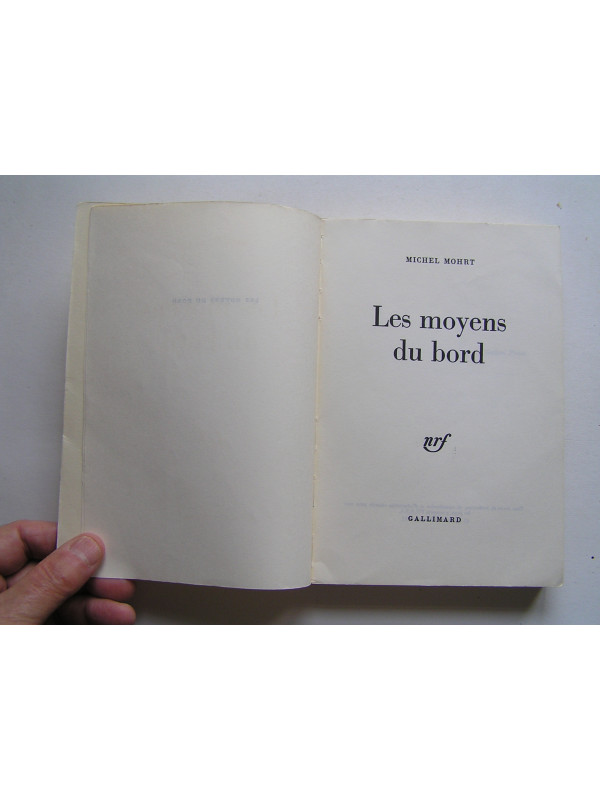 MICHEL MOHRT
Les moyens
du bord
nrf
GALLIMARD